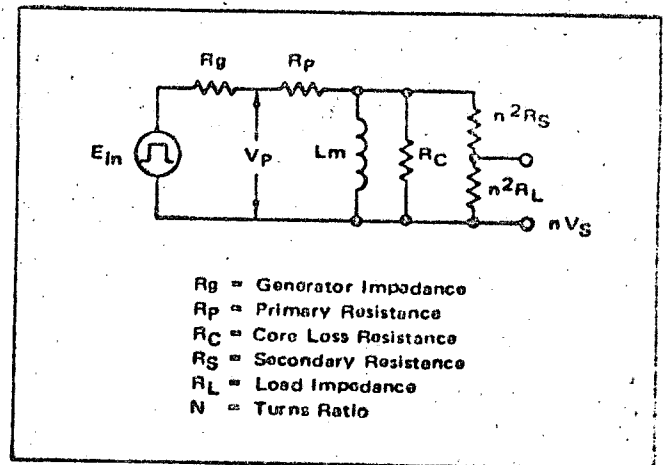 Rg RP
n²RS
Ein VP Lm RC
n²RL
nVS
Rg = Generator Impedance
RP = Primary Resistance
RC = Core Loss Resistance
RS = Secondary Resistance
RL = Load Impedance
N = Turns Ratio